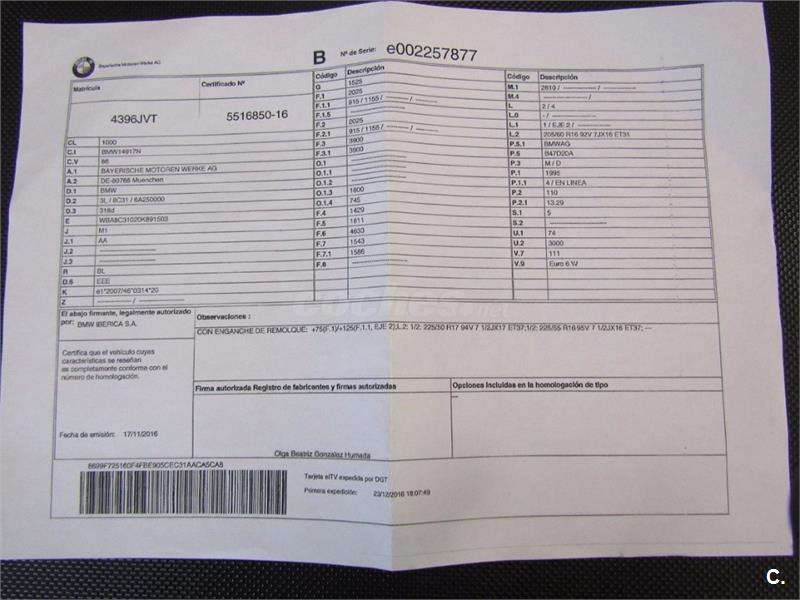 Bayerische Motoren Werke AG
B Nº de Serie: e002257877
Matrícula Certificado Nº
4396JVT 5516850-16
CL 1000
C.I BMW14917N
C.V 86
A.1 BAYERISCHE MOTOREN WERKE AG
A.2 DE-80788 Muenchen
D.1 BMW
D.2 3L / 8C31 / 6A250000
D.3 318d
E WBA8C31020K891503
J M1
J.1 AA
J.2 ---
J.3 ---
R BL
D.6 EEE
K e1*2007/46*0314*20
Z --- / ---
Código Descripción
G 1525
F.1 2025
F.1.1 915 / 1155 / --- / ---
F.1.5 ---
F.2 2025
F.2.1 915 / 1155 / --- / ---
F.3 3900
F.3.1 3900
O.1 ---
O.1.1 ---
O.1.2 ---
O.1.3 1800
O.1.4 745
F.4 1429
F.5 1811
F.6 4633
F.7 1543
F.7.1 1586
F.8 ---
Código Descripción
M.1 2810 / --- / ---
M.4 --- / ---
L 2 / 4
L.0 - / ---
L.1 1 / EJE 2 / ---
L.2 205/60 R16 92V 7JX16 ET31
P.5.1 BMWAG
P.5 B47D20A
P.3 M / D
P.1 1995
P.1.1 4 / EN LINEA
P.2 110
P.2.1 13.29
S.1 5
S.2 ---
U.1 74
U.2 3000
V.7 111
V.9 Euro 6 W
coches.net
El abajo firmante, legalmente autorizado
por: BMW IBERICA S.A.
Certifica que el vehículo cuyas
características se reseñan
es completamente conforme con el
número de homologación.
Fecha de emisión: 17/11/2016
Observaciones :
CON ENGANCHE DE REMOLQUE: +75(F.1)/+125(F.1.1, EJE 2);L.2: 1/2: 225/50 R17 94V 7 1/2JX17 ET37;1/2: 225/55 R16 95V 7 1/2JX16 ET37; ---
Firma autorizada Registro de fabricantes y firmas autorizadas
Olga Beatriz Gonzalez Humada
Opciones incluidas en la homologación de tipo
---
8699F725160F4FBE905CEC31AACA5CA8
Tarjeta eITV expedida por DGT
Primera expedición: 23/12/2016 18:07:49
C.